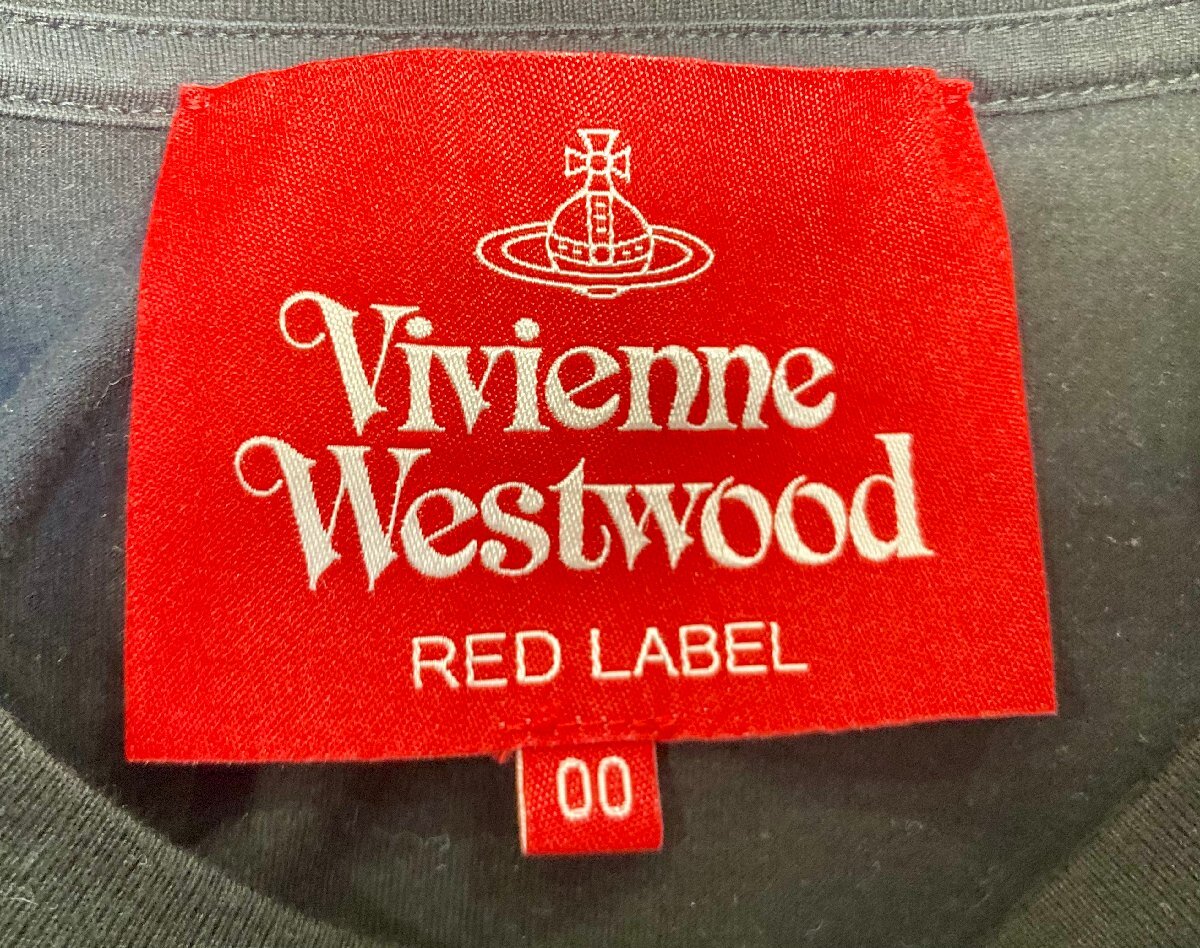 Vivienne
Westwood
RED LABEL
00